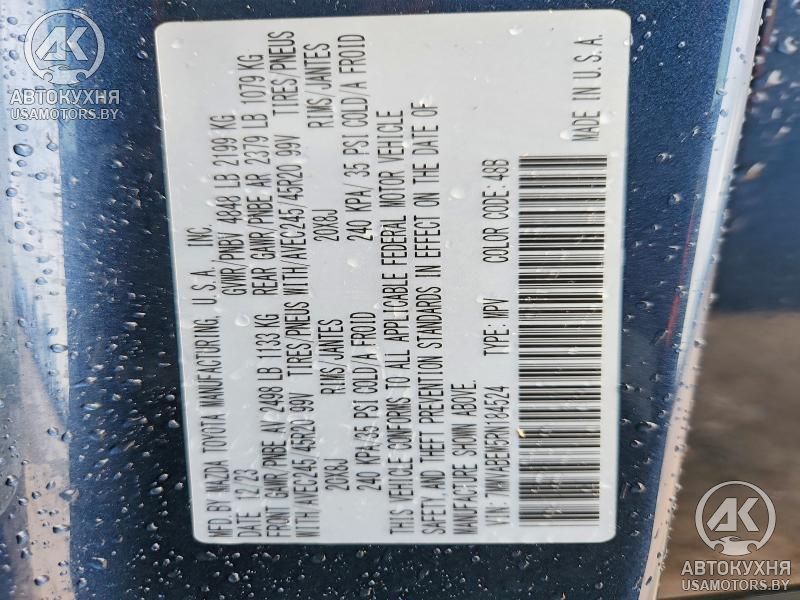 MFD. BY MAZDA TOYOTA MANUFACTURING, U.S.A. INC.
DATE 12/23 GVWR/PNBV 4848 LB 2199 KG
FRONT GAWR/PNBE AV 2498 LB 1133 KG REAR GAWR/PNBE AR 2379 LB 1079 KG
WITH/AVEC245/45R20 99V TIRES/PNEUS WITH/AVEC245/45R20 99V TIRES/PNEUS
20X8J RIMS/JANTES 20X8J RIMS/JANTES
240 KPA/35 PSI COLD/A FROID 240 KPA/35 PSI COLD/A FROID
THIS VEHICLE CONFORMS TO ALL APPLICABLE FEDERAL MOTOR VEHICLE
SAFETY, AND THEFT PREVENTION STANDARDS IN EFFECT ON THE DATE OF
MANUFACTURE SHOWN ABOVE.
VIN: TYPE: MPV COLOR CODE: 46B
MADE IN U.S.A.
АК
АВТОКУХНЯ
USAMOTORS.BY
АК
АВТОКУХНЯ
USAMOTORS.BY